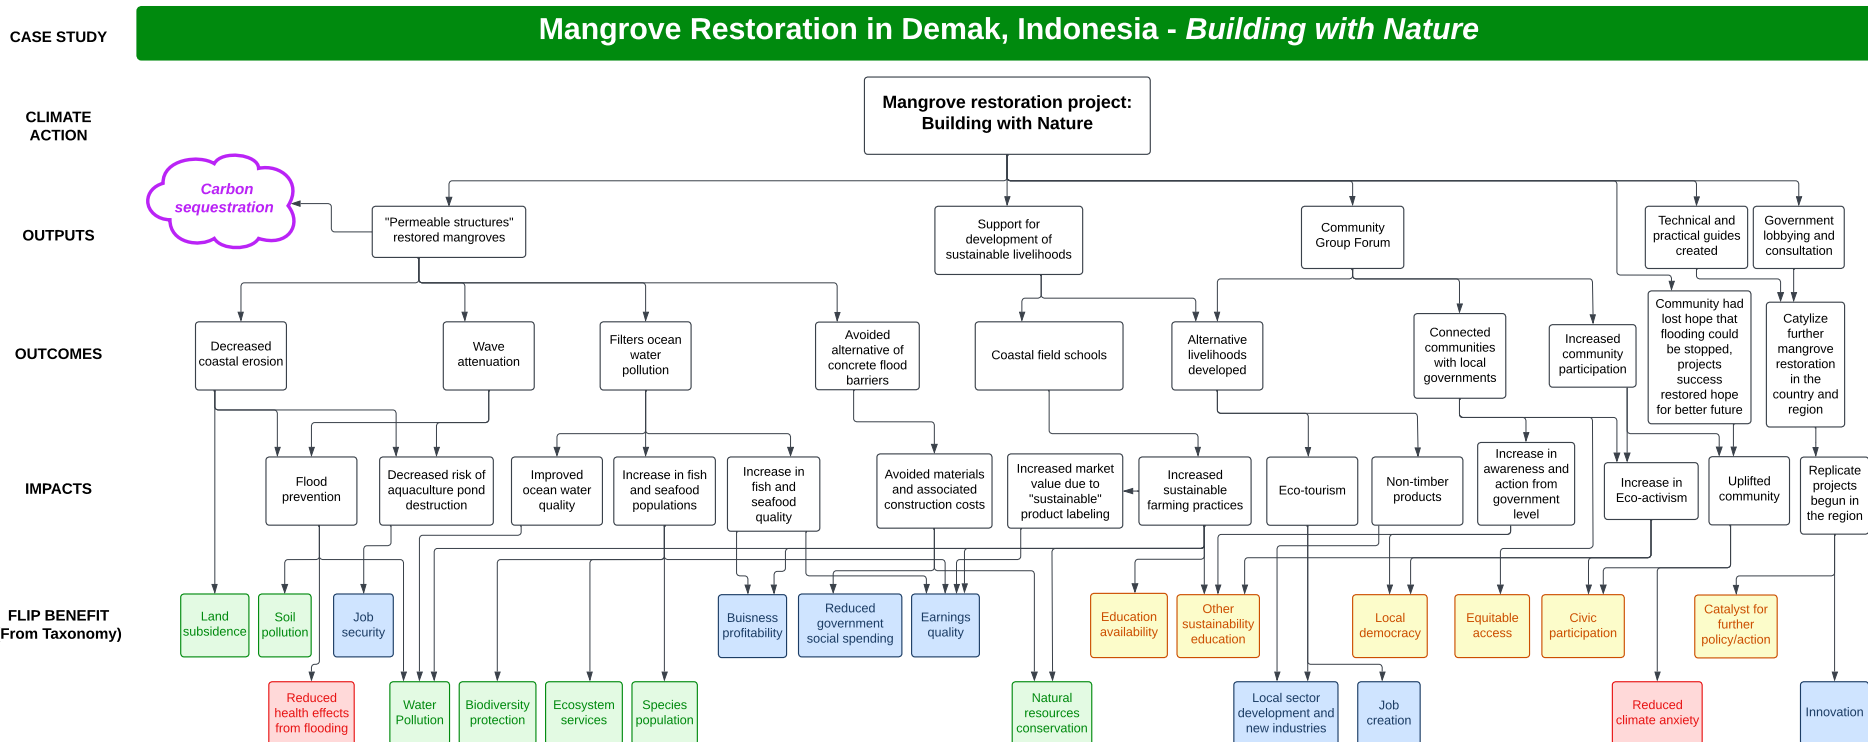 CASE STUDY
Mangrove Restoration in Demak, Indonesia - Building with Nature
CLIMATE
ACTION
Mangrove restoration project:
Building with Nature
Carbon
sequestration
OUTPUTS
"Permeable structures"
restored mangroves
Support for
development of
sustainable livelihoods
Community
Group Forum
Technical and
practical guides
created
Government
lobbying and
consultation
OUTCOMES
Decreased
coastal erosion
Wave
attenuation
Filters ocean
water
pollution
Avoided
alternative of
concrete flood
barriers
Coastal field schools
Alternative
livelihoods
developed
Connected
communities
with local
governments
Increased
community
participation
Community had
lost hope that
flooding could
be stopped,
projects
success
restored hope
for better future
Catylize
further
mangrove
restoration
in the
country and
region
IMPACTS
Flood
prevention
Decreased risk of
aquaculture pond
destruction
Improved
ocean water
quality
Increase in fish
and seafood
populations
Increase in
fish and
seafood
quality
Avoided materials
and associated
construction costs
Increased market
value due to
"sustainable"
product labeling
Increased
sustainable
farming practices
Eco-tourism
Non-timber
products
Increase in
awareness and
action from
government
level
Increase in
Eco-activism
Uplifted
community
Replicate
projects
begun in
the region
FLIP BENEFIT
From Taxonomy)
Land
subsidence
Soil
pollution
Job
security
Buisness
profitability
Reduced
government
social spending
Earnings
quality
Education
availability
Other
sustainability
education
Local
democracy
Equitable
access
Civic
participation
Catalyst for
further
policy/action
Reduced
health effects
from flooding
Water
Pollution
Biodiversity
protection
Ecosystem
services
Species
population
Natural
resources
conservation
Local sector
development and
new industries
Job
creation
Reduced
climate anxiety
Innovation